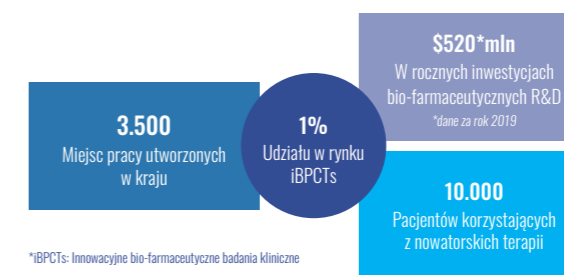 $520*mln
W rocznych inwestycjach
bio-farmaceutycznych R&D
*dane za rok 2019
3.500
Miejsc pracy utworzonych
w kraju
1%
Udziału w rynku
iBPCTs
10.000
Pacjentów korzystających
z nowatorskich terapii
*iBPCTs: Innowacyjne bio-farmaceutyczne badania kliniczne